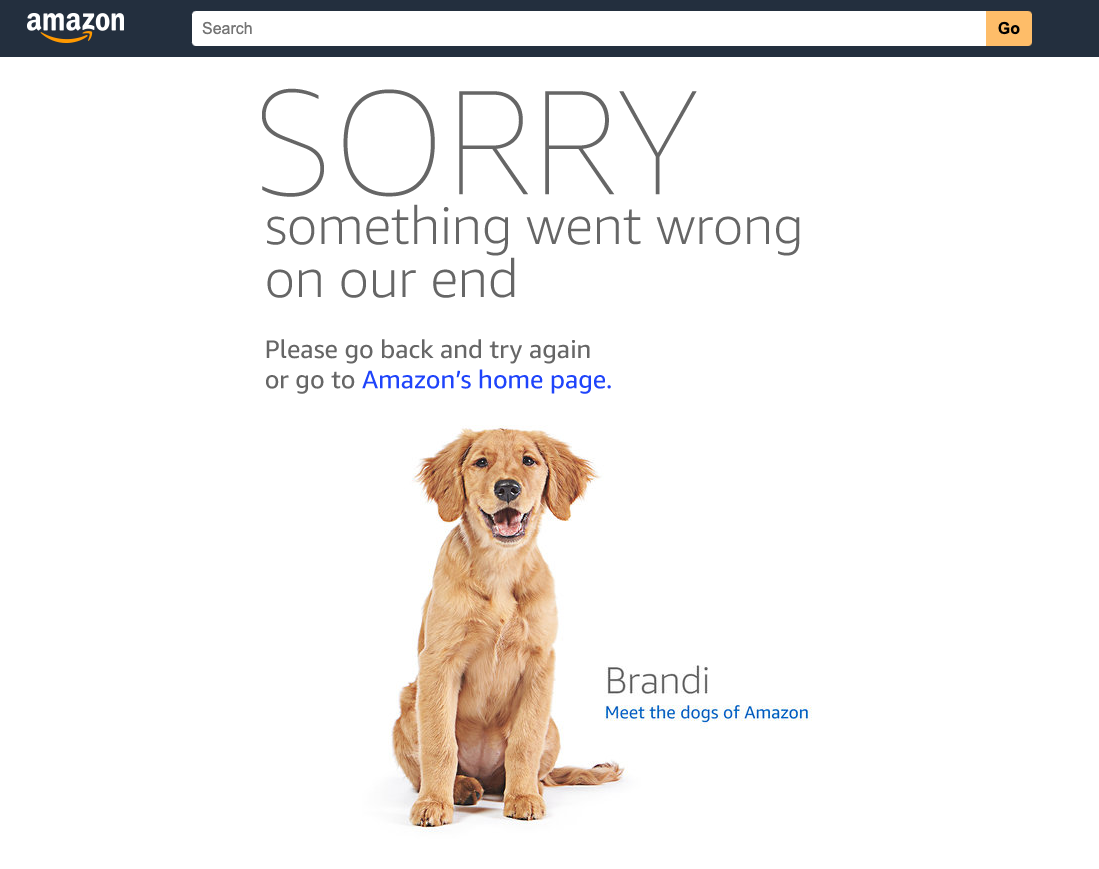 amazon
Search
Go
SORRY
something went wrong
on our end
Please go back and try again
or go to Amazon’s home page.
Brandi
Meet the dogs of Amazon